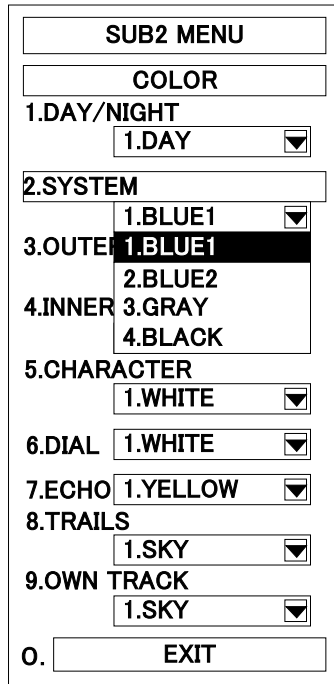 SUB2 MENU
COLOR
1.DAY/NIGHT
1.DAY
2.SYSTEM
1.BLUE1
3.OUTE 1.BLUE1
2.BLUE2
4.INNER 3.GRAY
4.BLACK
5.CHARACTER
1.WHITE
6.DIAL 1.WHITE
7.ECHO 1.YELLOW
8.TRAILS
1.SKY
9.OWN TRACK
1.SKY
0. EXIT